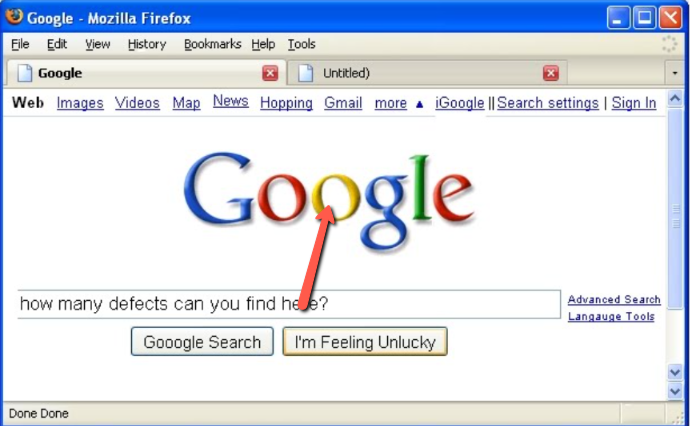 Google - Mozilla Firefox
File Edit View History Bookmarks Help Tools
Google Untitled)
Web Images Videos Map News Hopping Gmail more ▲ iGoogle || Search settings | Sign In
Google
how many defects can you find here?
Advanced Search
Langauge Tools
Gooogle Search I'm Feeling Unlucky
Done Done